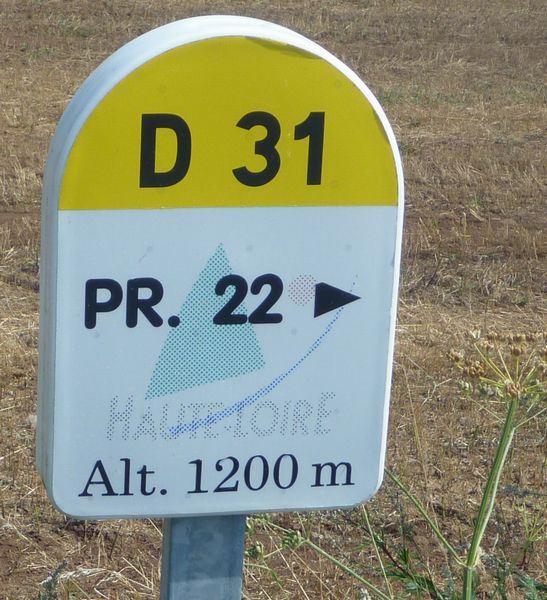 D 31
PR. 22
HAUTE-LOIRE
Alt. 1200 m